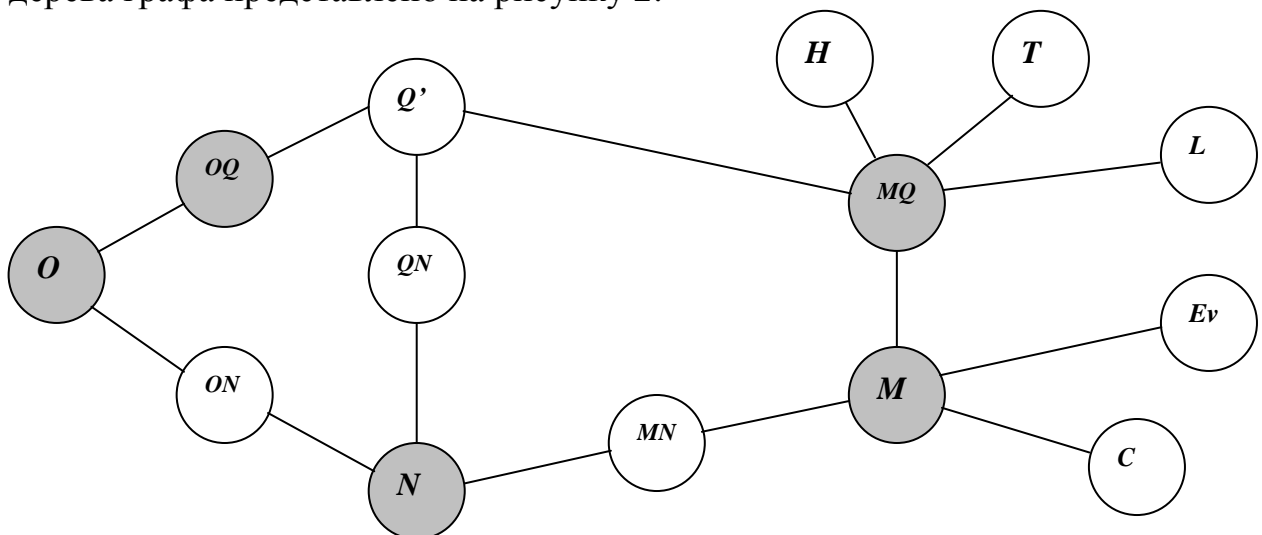 дерева графа представлено на рисунку 2.
H
T
Q’
L
OQ
MQ
O
QN
Ev
ON
M
MN
C
N